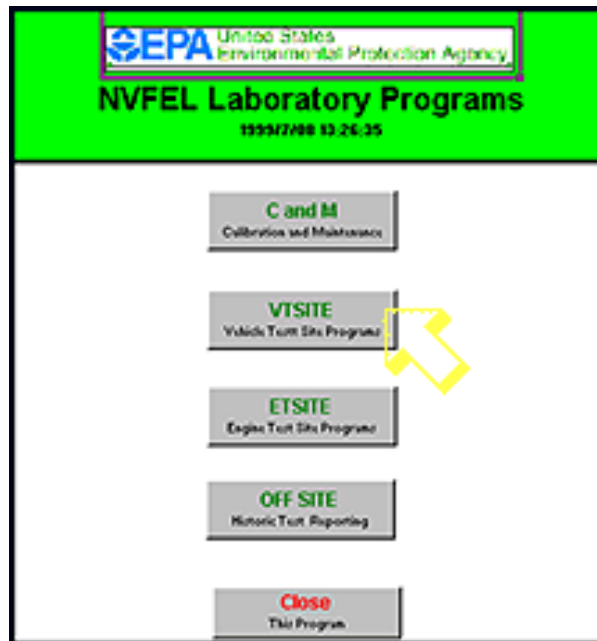 EPA United States
Environmental Protection Agency
NVFEL Laboratory Programs
1999/7/08 13:26:35
C and M
Calibration and Maintenance
VTSITE
Vehicle Testt Site Programs
ETSITE
Engine Test Site Programs
OFF SITE
Historic Test Reporting
Close
This Program